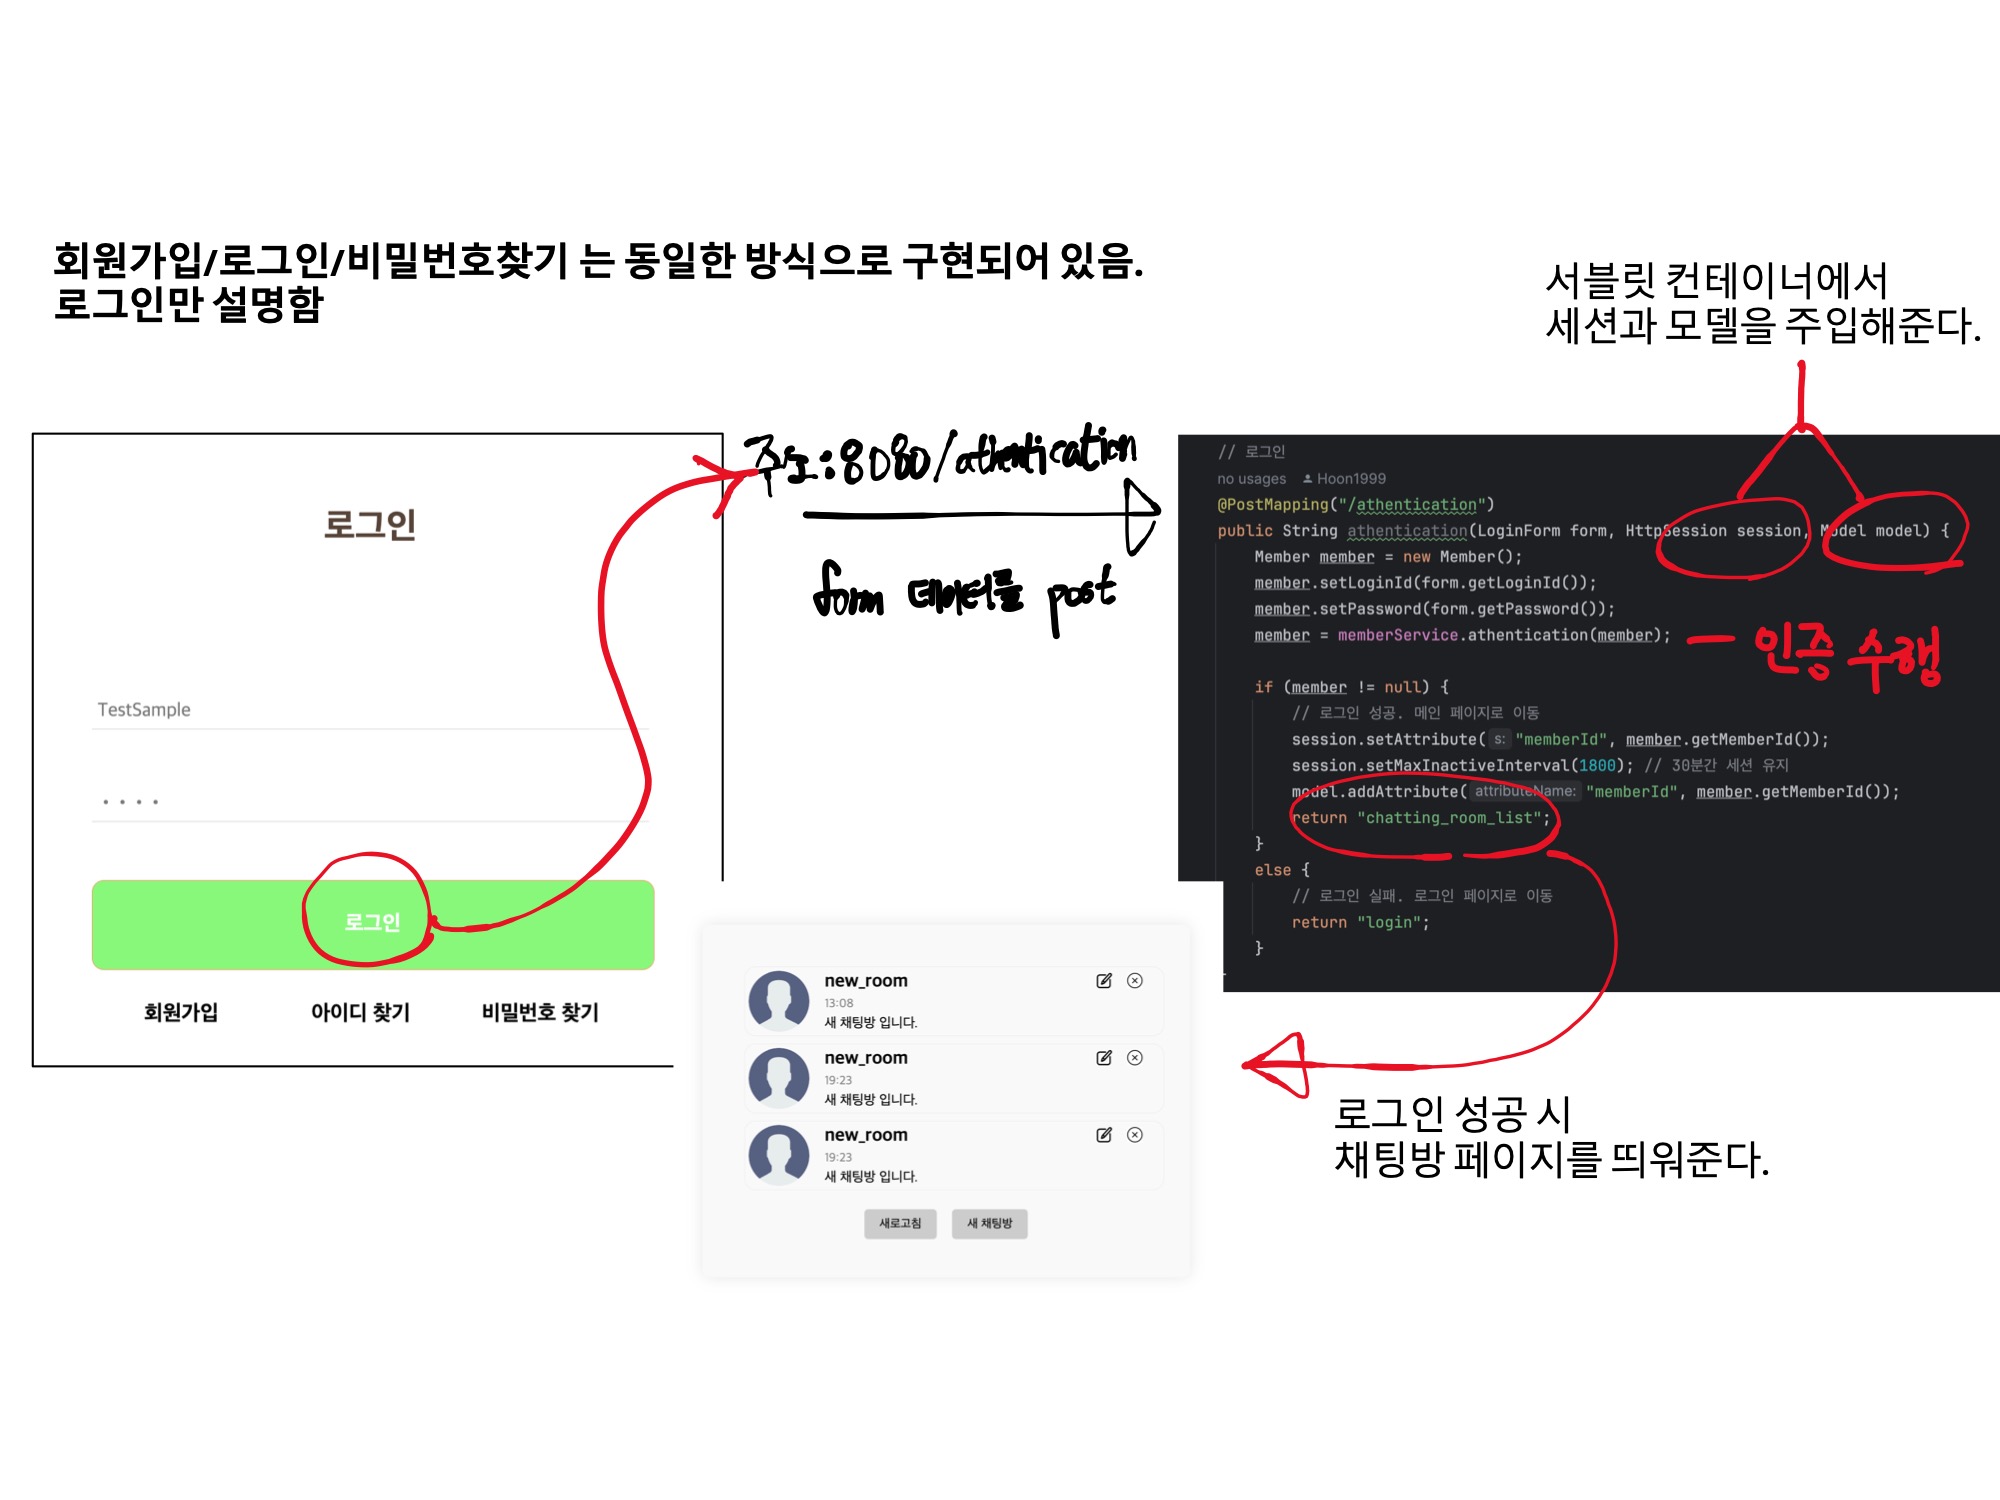 회원가입/로그인/비밀번호찾기 는 동일한 방식으로 구현되어 있음.
로그인만 설명함
서블릿 컨테이너에서
세션과 모델을 주입해준다.
로그인
TestSample
로그인
회원가입 아이디 찾기 비밀번호 찾기
주소:8080/athentication
form 데이터를 post
// 로그인
no usages Hoon1999
@PostMapping("/athentication")
public String athentication(LoginForm form, HttpSession session, Model model) {
Member member = new Member();
member.setLoginId(form.getLoginId());
member.setPassword(form.getPassword());
member = memberService.athentication(member);
- 인증 수행
if (member != null) {
// 로그인 성공. 메인 페이지로 이동
session.setAttribute( s: "memberId", member.getMemberId());
session.setMaxInactiveInterval(1800); // 30분간 세션 유지
model.addAttribute( attributeName: "memberId", member.getMemberId());
return "chatting_room_list";
}
else {
// 로그인 실패. 로그인 페이지로 이동
return "login";
}
new_room
13:08
새 채팅방 입니다.
new_room
19:23
새 채팅방 입니다.
new_room
19:23
새 채팅방 입니다.
새로고침 새 채팅방
로그인 성공 시
채팅방 페이지를 띄워준다.